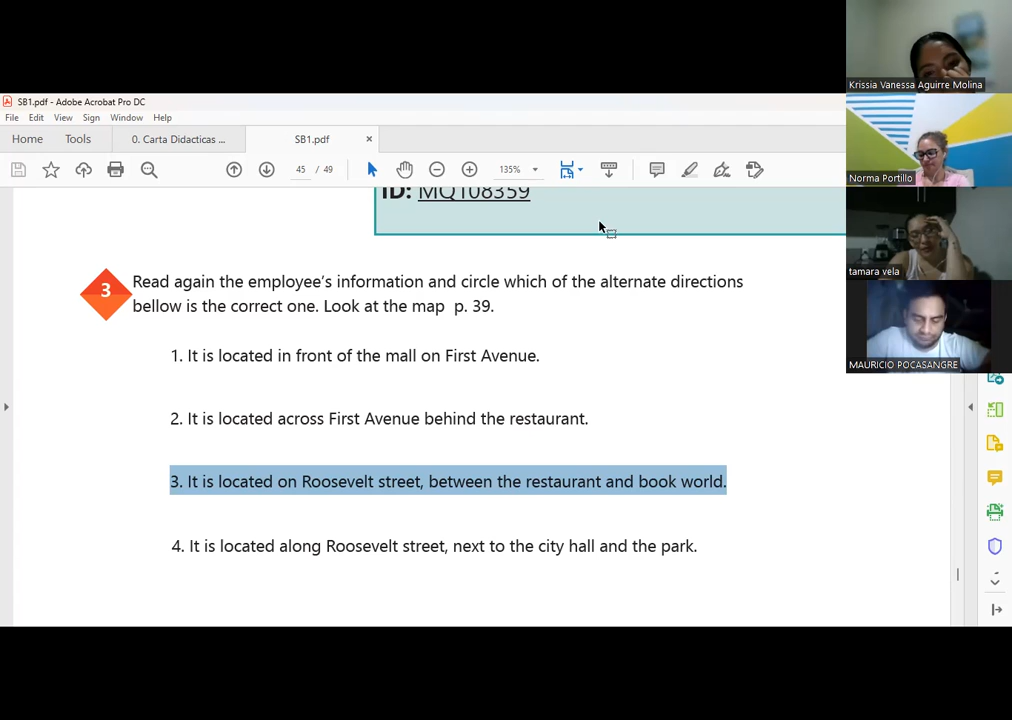 SB1.pdf - Adobe Acrobat Pro DC
File Edit View Sign Window Help
Home Tools 0. Carta Didacticas ... SB1.pdf ×
45 / 49 135%
ID: MQ108359
3
Read again the employee's information and circle which of the alternate directions
bellow is the correct one. Look at the map p. 39.
1. It is located in front of the mall on First Avenue.
2. It is located across First Avenue behind the restaurant.
3. It is located on Roosevelt street, between the restaurant and book world.
4. It is located along Roosevelt street, next to the city hall and the park.
Krissia Vanessa Aguirre Molina
Norma Portillo
tamara vela
MAURICIO POCASANGRE